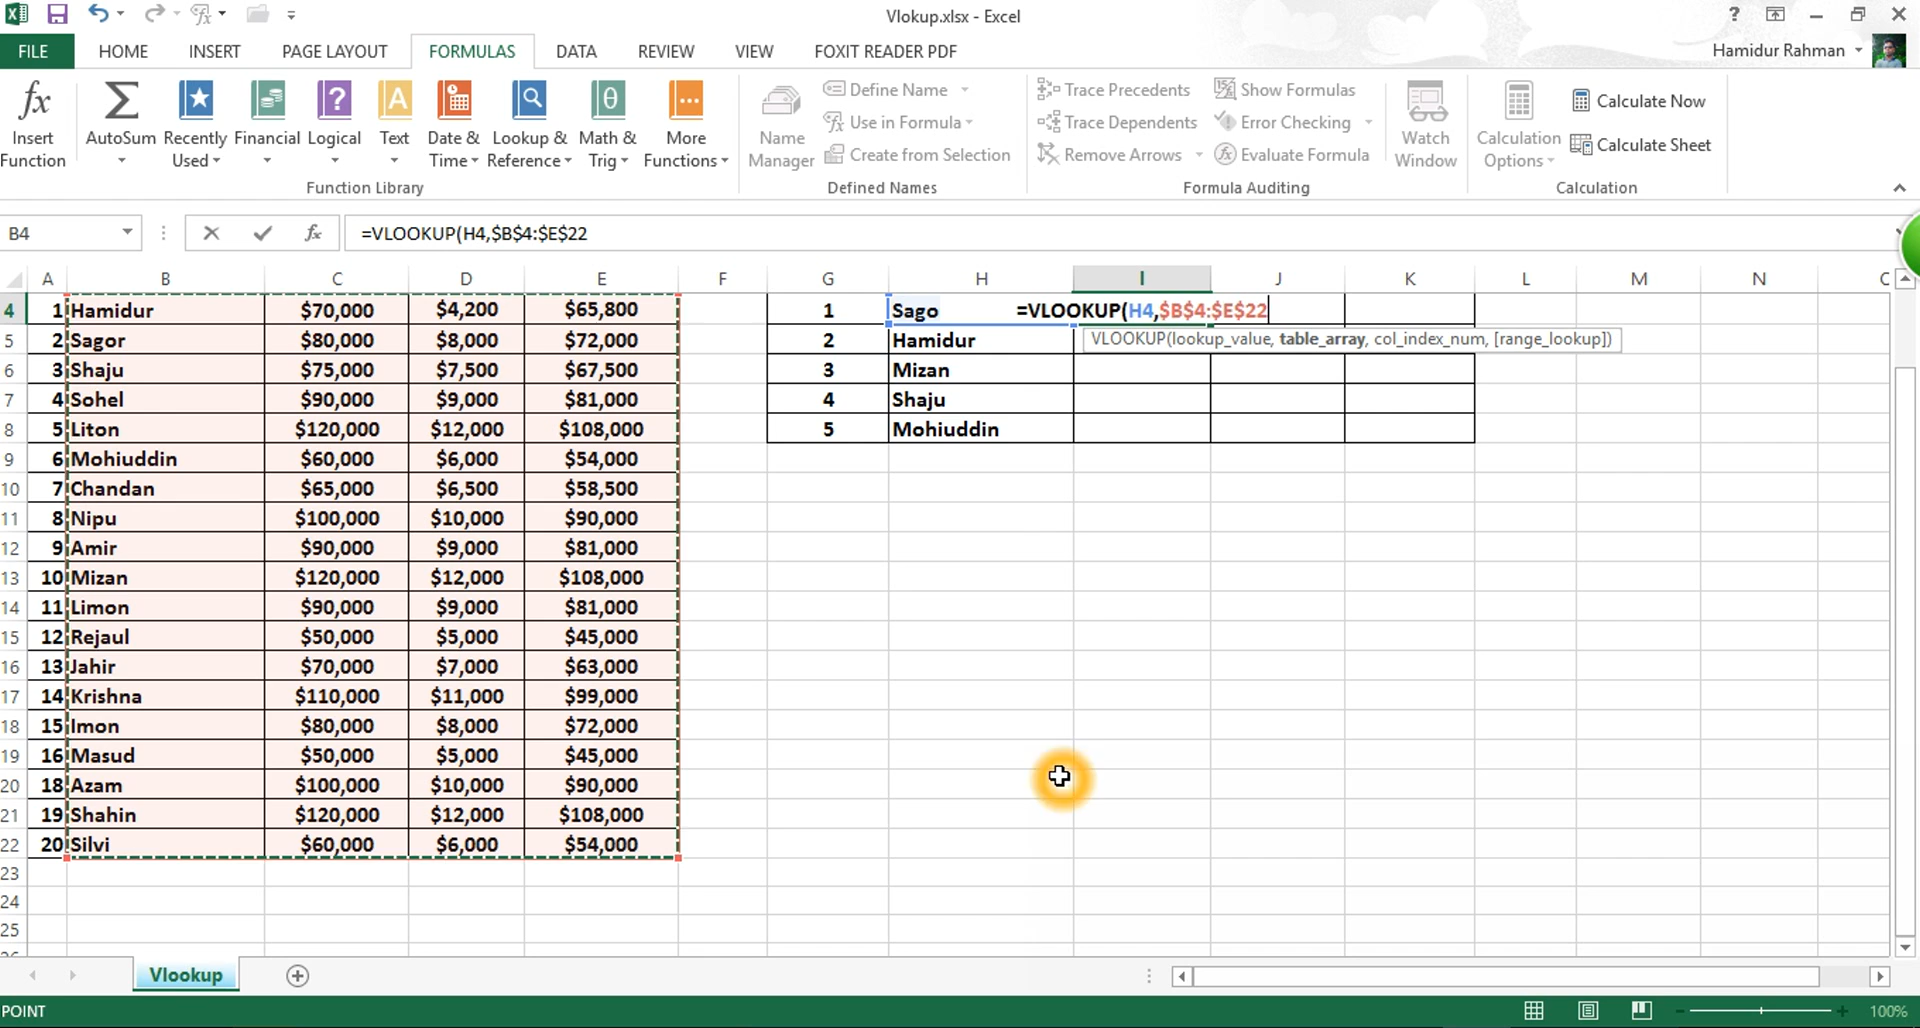 Vlokup.xlsx - Excel
?
FILE HOME INSERT PAGE LAYOUT FORMULAS DATA REVIEW VIEW FOXIT READER PDF Hamidur Rahman
fx Insert Function
AutoSum
Recently Used
Financial
Logical
Text
Date & Time
Lookup & Reference
Math & Trig
More Functions
Function Library
Name Manager
Define Name
Use in Formula
Create from Selection
Defined Names
Trace Precedents
Trace Dependents
Remove Arrows
Show Formulas
Error Checking
Evaluate Formula
Formula Auditing
Watch Window
Calculation Options
Calculate Now
Calculate Sheet
Calculation
B4 fx =VLOOKUP(H4,$B$4:$E$22
A B C D E F G H I J K L M N
4 1 Hamidur $70,000 $4,200 $65,800 1 Sago =VLOOKUP(H4,$B$4:$E$22
5 2 Sagor $80,000 $8,000 $72,000 2 Hamidur VLOOKUP(lookup_value, table_array, col_index_num, [range_lookup])
6 3 Shaju $75,000 $7,500 $67,500 3 Mizan
7 4 Sohel $90,000 $9,000 $81,000 4 Shaju
8 5 Liton $120,000 $12,000 $108,000 5 Mohiuddin
9 6 Mohiuddin $60,000 $6,000 $54,000
10 7 Chandan $65,000 $6,500 $58,500
11 8 Nipu $100,000 $10,000 $90,000
12 9 Amir $90,000 $9,000 $81,000
13 10 Mizan $120,000 $12,000 $108,000
14 11 Limon $90,000 $9,000 $81,000
15 12 Rejaul $50,000 $5,000 $45,000
16 13 Jahir $70,000 $7,000 $63,000
17 14 Krishna $110,000 $11,000 $99,000
18 15 Imon $80,000 $8,000 $72,000
19 16 Masud $50,000 $5,000 $45,000
20 18 Azam $100,000 $10,000 $90,000
21 19 Shahin $120,000 $12,000 $108,000
22 20 Silvi $60,000 $6,000 $54,000
23
24
25
Vlookup
POINT 100%